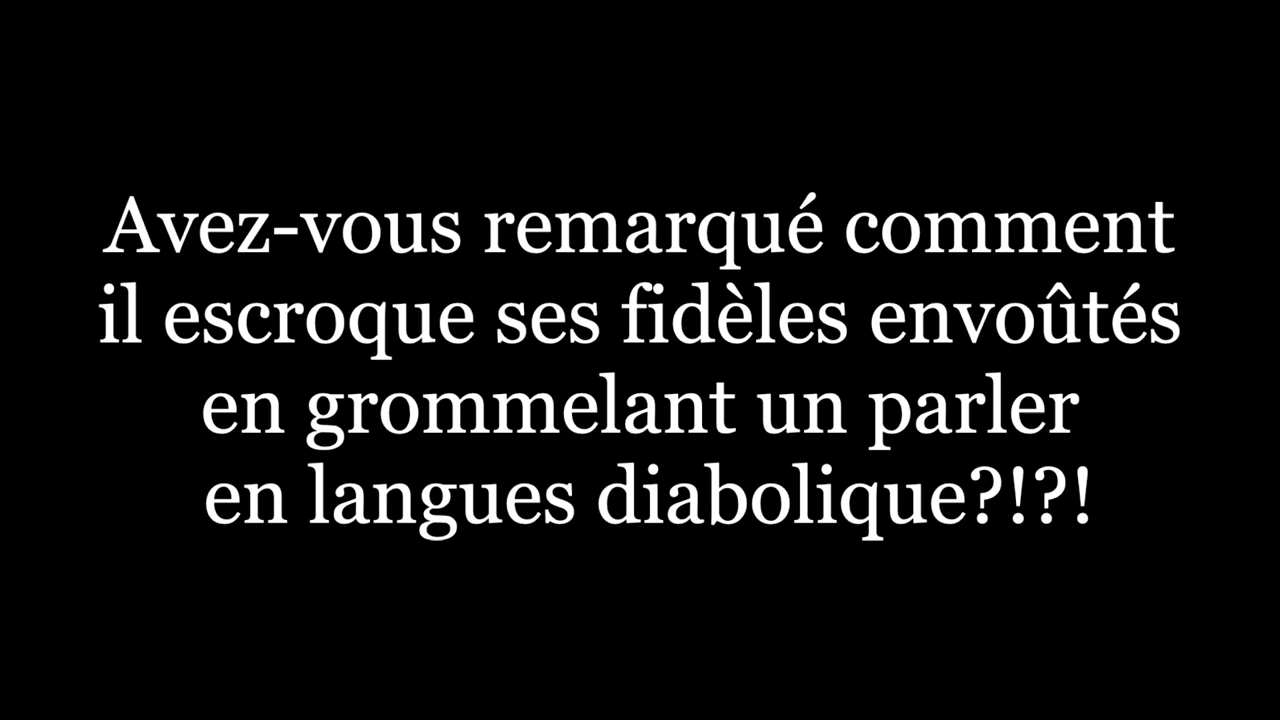 Avez-vous remarqué comment
il escroque ses fidèles envoûtés
en grommelant un parler
en langues diabolique?!?!